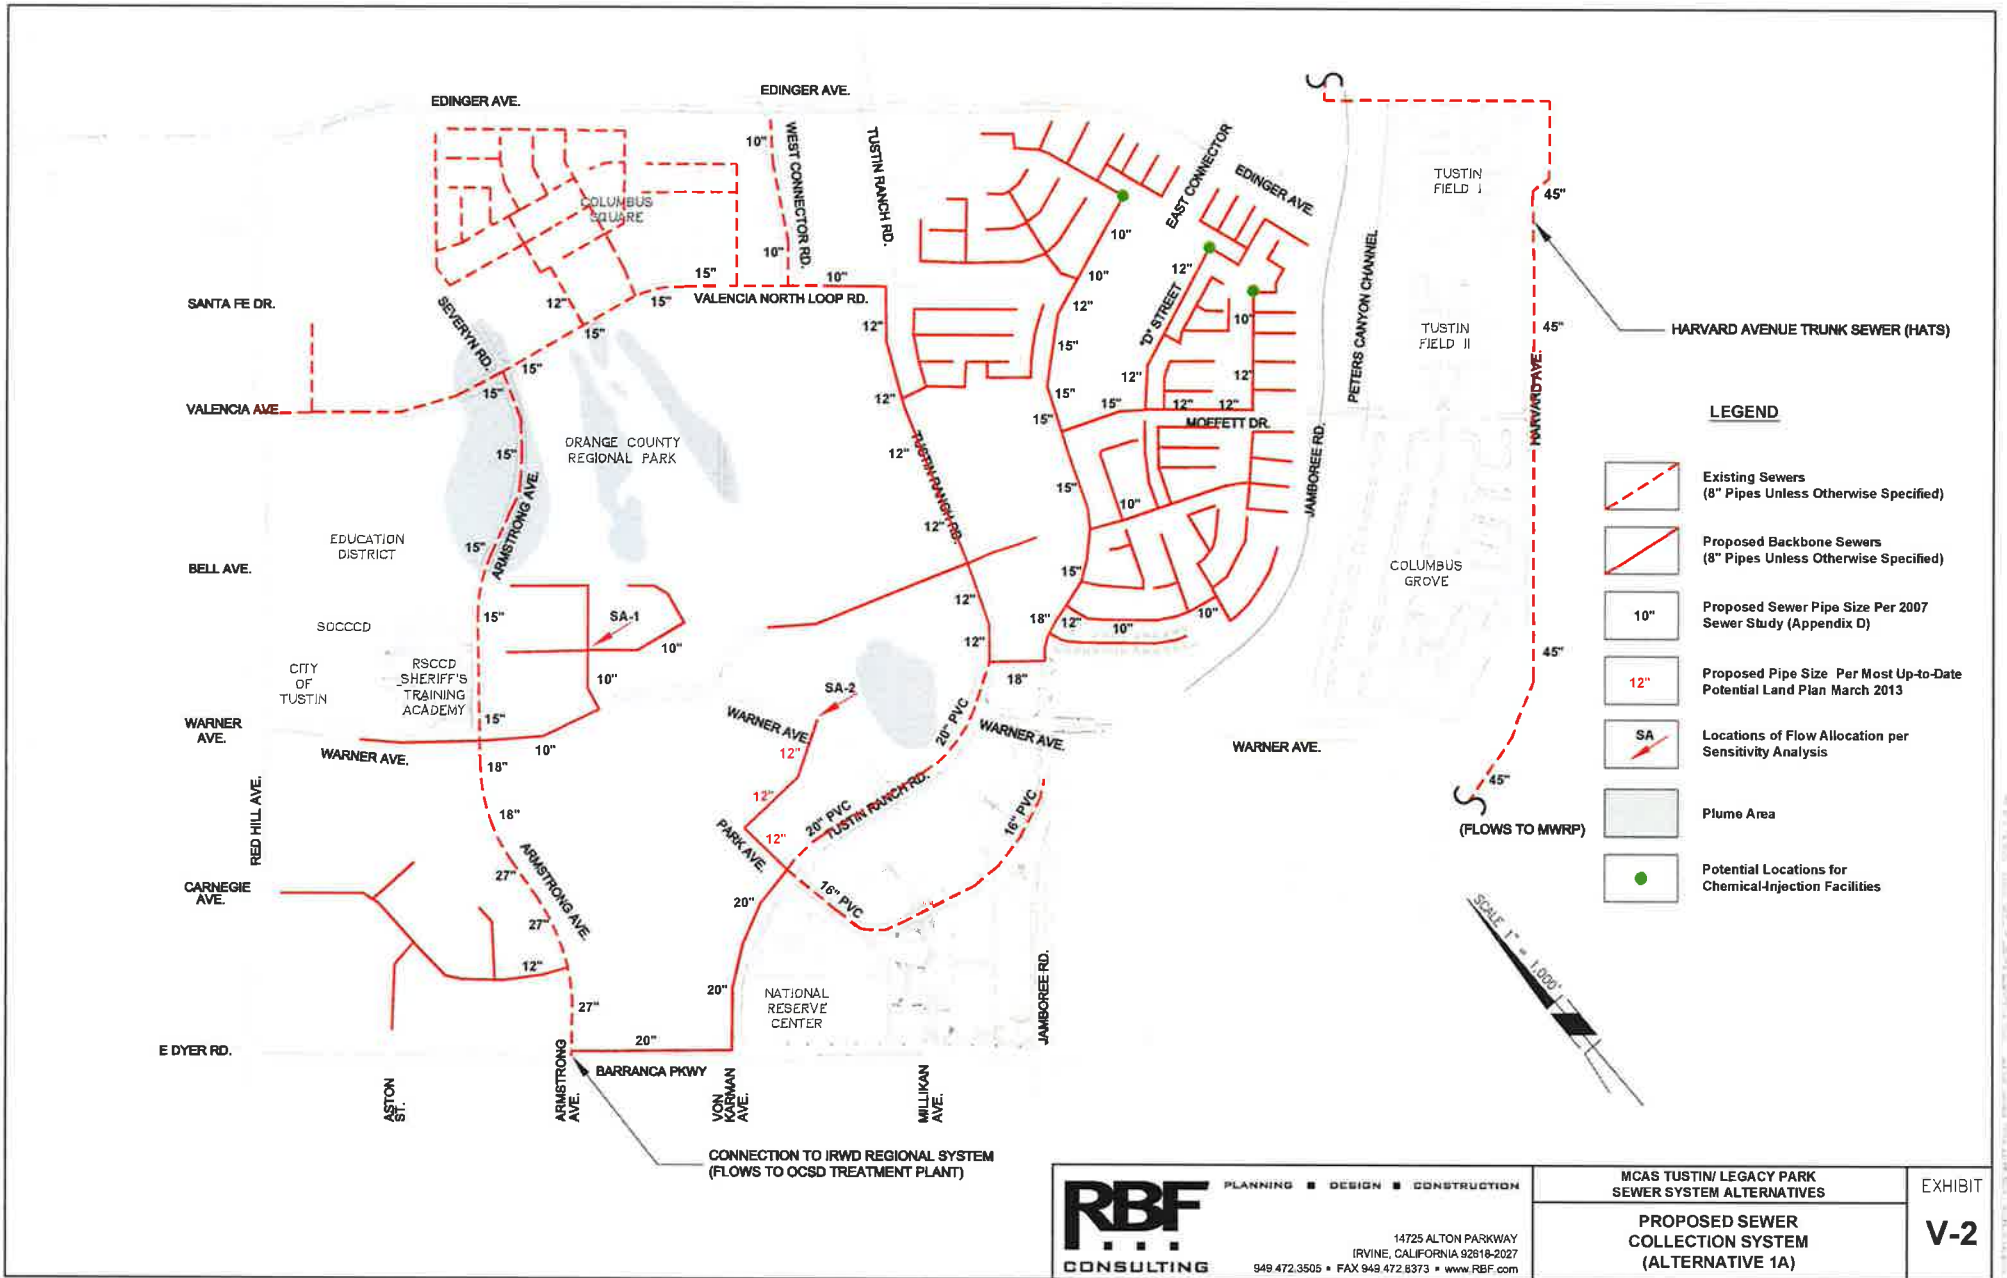 EDINGER AVE.
EDINGER AVE.
WEST CONNECTOR RD.
TUSTIN RANCH RD.
EAST CONNECTOR
EDINGER AVE.
10"
10"
10"
COLUMBUS
SQUARE
TUSTIN
FIELD I
45"
10"
10"
12"
12"
"D" STREET
10"
PETERS CANYON CHANNEL
15"
15"
VALENCIA NORTH LOOP RD.
SANTA FE DR.
SEVERYN RD.
12"
15"
15"
15"
12"
15"
12"
12"
TUSTIN
FIELD II
45"
HARVARD AVENUE TRUNK SEWER (HATS)
HARVARD AVE.
VALENCIA AVE.
12"
15"
15"
15"
12"
12"
MOFFETT DR.
JAMBOREE RD.
ORANGE COUNTY
REGIONAL PARK
15"
12"
TUSTIN RANCH RD.
12"
15"
10"
ARMSTRONG AVE.
15"
EDUCATION
DISTRICT
BELL AVE.
15"
12"
15"
18"
12"
10"
10"
COLUMBUS
GROVE
SOCCCD
SA-1
10"
10"
CITY
OF
TUSTIN
RSCCD
SHERIFF'S
TRAINING
ACADEMY
12"
18"
45"
WARNER
AVE.
WARNER AVE.
15"
10"
18"
SA-2
WARNER AVE.
12"
12"
12"
20" PVC
WARNER AVE.
WARNER AVE.
RED HILL AVE.
18"
PARK AVE.
20" PVC
TUSTIN RANCH RD.
16" PVC
16" PVC
45"
(FLOWS TO MWRP)
CARNEGIE
AVE.
27"
ARMSTRONG AVE.
27"
12"
27"
20"
20"
NATIONAL
RESERVE
CENTER
JAMBOREE RD.
E DYER RD.
20"
BARRANCA PKWY
ASTON
ST.
ARMSTRONG
AVE.
VON
KARMAN
AVE.
MILLIKAN
AVE.
CONNECTION TO IRWD REGIONAL SYSTEM
(FLOWS TO OCSD TREATMENT PLANT)
LEGEND
Existing Sewers
(8" Pipes Unless Otherwise Specified)
Proposed Backbone Sewers
(8" Pipes Unless Otherwise Specified)
10"
Proposed Sewer Pipe Size Per 2007
Sewer Study (Appendix D)
12"
Proposed Pipe Size Per Most Up-to-Date
Potential Land Plan March 2013
SA
Locations of Flow Allocation per
Sensitivity Analysis
Plume Area
Potential Locations for
Chemical-Injection Facilities
SCALE 1" = 1,000'
RBF
CONSULTING
PLANNING ■ DESIGN ■ CONSTRUCTION
14725 ALTON PARKWAY
IRVINE, CALIFORNIA 92618-2027
949.472.3505 • FAX 949.472.8373 • www.RBF.com
MCAS TUSTIN/ LEGACY PARK
SEWER SYSTEM ALTERNATIVES
PROPOSED SEWER
COLLECTION SYSTEM
(ALTERNATIVE 1A)
EXHIBIT
V-2